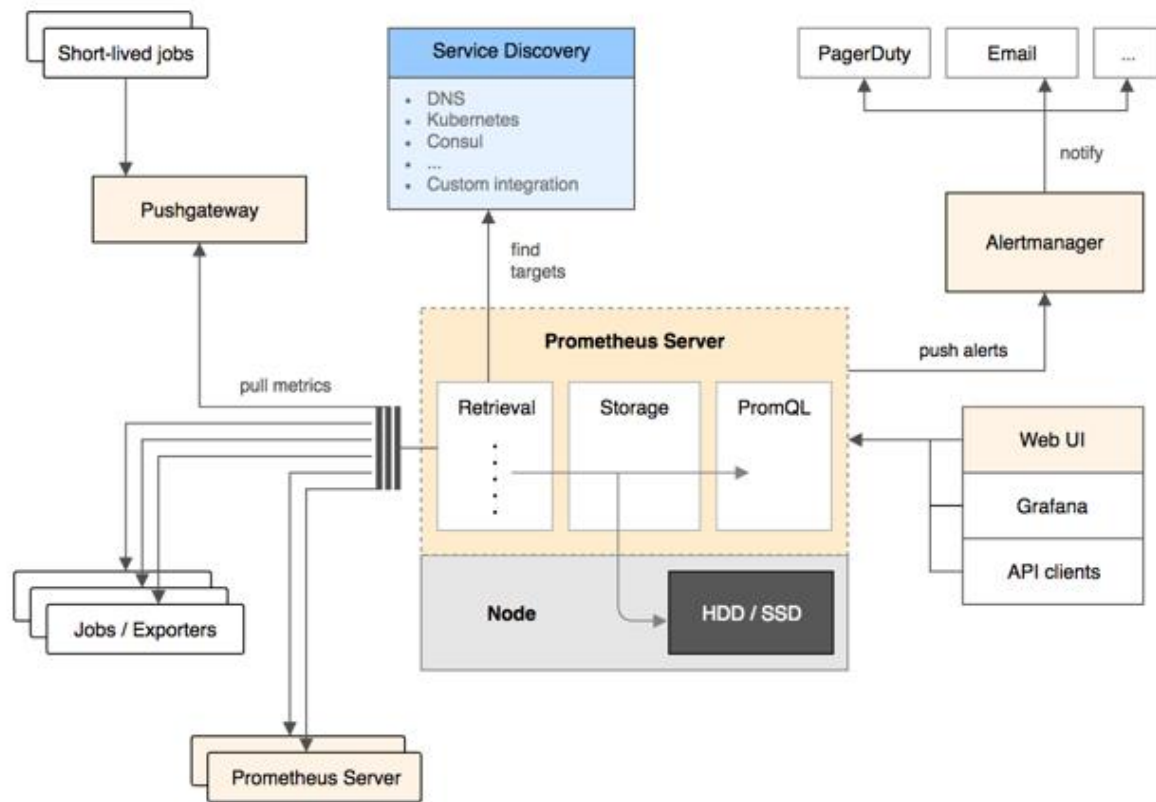 Short-lived jobs
Pushgateway
Service Discovery
• DNS
• Kubernetes
• Consul
• ...
• Custom integration
find
targets
PagerDuty
Email
...
notify
Alertmanager
push alerts
pull metrics
Prometheus Server
Retrieval
Storage
PromQL
Node
HDD / SSD
Web UI
Grafana
API clients
Jobs / Exporters
Prometheus Server